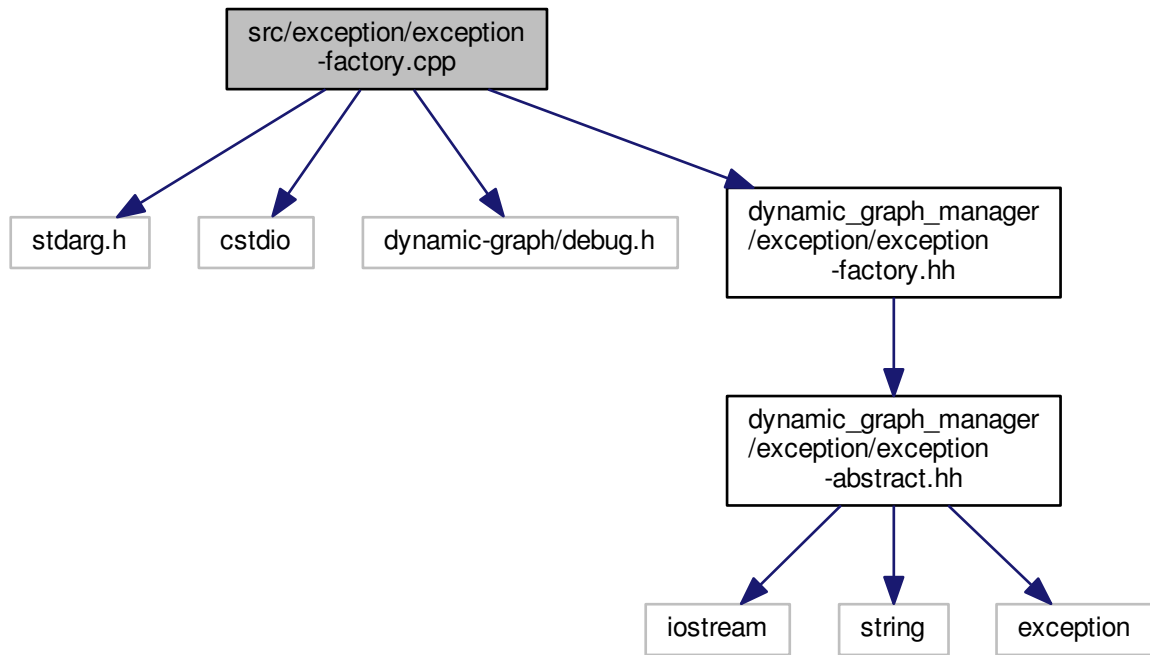 src/exception/exception
-factory.cpp
stdarg.h
cstdio
dynamic-graph/debug.h
dynamic_graph_manager
/exception/exception
-factory.hh
dynamic_graph_manager
/exception/exception
-abstract.hh
iostream
string
exception